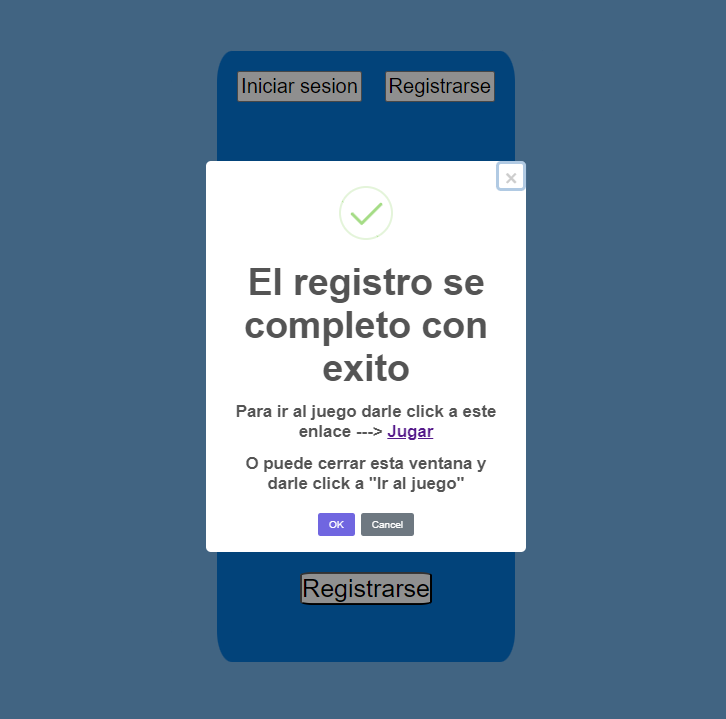 Iniciar sesion Registrarse
×
El registro se
completo con
exito
Para ir al juego darle click a este
enlace ---> Jugar
O puede cerrar esta ventana y
darle click a "Ir al juego"
OK Cancel
Registrarse